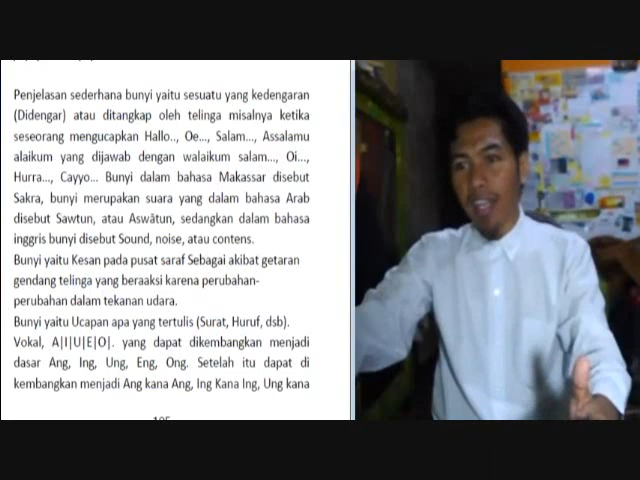 Penjelasan sederhana bunyi yaitu sesuatu yang kedengaran
(Didengar) atau ditangkap oleh telinga misalnya ketika
seseorang mengucapkan Hallo.., Oe..., Salam..., Assalamu
alaikum yang dijawab dengan walaikum salam..., Oi...,
Hurra..., Cayyo... Bunyi dalam bahasa Makassar disebut
Sakra, bunyi merupakan suara yang dalam bahasa Arab
disebut Sawtun, atau Aswâtun, sedangkan dalam bahasa
inggris bunyi disebut Sound, noise, atau contens.
Bunyi yaitu Kesan pada pusat saraf Sebagai akibat getaran
gendang telinga yang beraaksi karena perubahan-
perubahan dalam tekanan udara.
Bunyi yaitu Ucapan apa yang tertulis (Surat, Huruf, dsb).
Vokal, A|I|U|E|O|. yang dapat dikembangkan menjadi
dasar Ang, Ing, Ung, Eng, Ong. Setelah itu dapat di
kembangkan menjadi Ang kana Ang, Ing Kana Ing, Ung kana